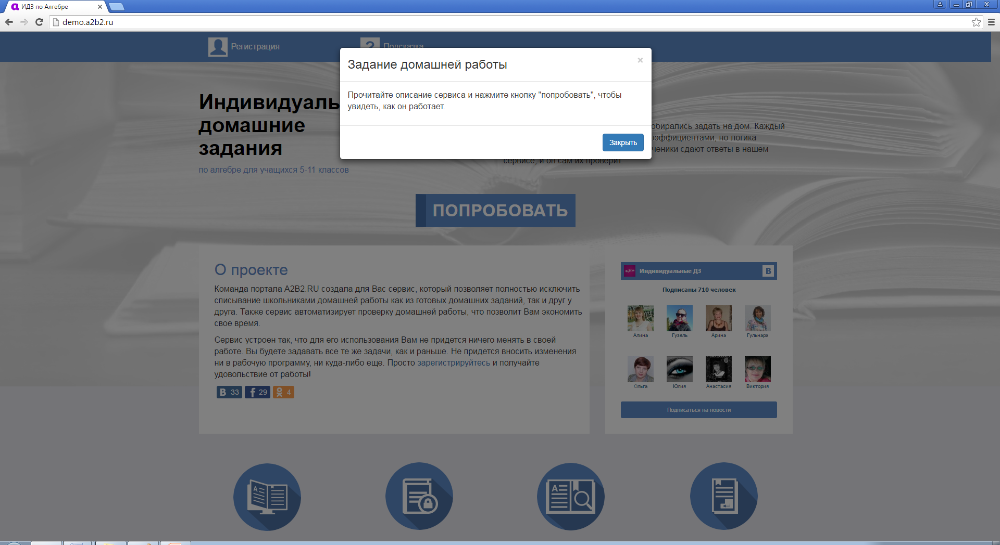 ИДЗ по Алгебре
demo.a2b2.ru
Регистрация
? Подсказка
Задание домашней работы
×
Прочитайте описание сервиса и нажмите кнопку "попробовать", чтобы
увидеть, как он работает.
Закрыть
Индивидуаль
домашние
задания
по алгебре для учащихся 5-11 классов
обирались задать на дом. Каждый
оэффициентами, но логика
ченики сдают ответы в нашем
сервисе, и он сам их проверит.
ПОПРОБОВАТЬ
О проекте
Команда портала A2B2.RU создала для Вас сервис, который позволяет полностью исключить
списывание школьниками домашней работы как из готовых домашних заданий, так и друг у
друга. Также сервис автоматизирует проверку домашней работы, что позволит Вам экономить
свое время.
Сервис устроен так, что для его использования Вам не придется ничего менять в своей
работе. Вы будете задавать все те же задачи, как и раньше. Не придется вносить изменения
ни в рабочую программу, ни куда-либо еще. Просто зарегистрируйтесь и получайте
удовольствие от работы!
В 33
f 29
4
Индивидуальные ДЗ
В
Подписаны 710 человек
Алина Гузель Арина Гульнара
Ольга Юлия Анастасия Виктория
Подписаться на новости
A
A